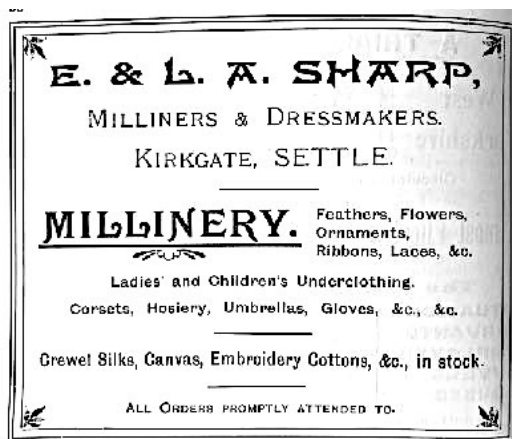 E. & L. A. SHARP,
MILLINERS & DRESSMAKERS.
KIRKGATE, SETTLE.
MILLINERY.
Feathers, Flowers,
Ornaments,
Ribbons, Laces, &c.
Ladies' and Children's Underclothing.
Corsets, Hosiery, Umbrellas, Gloves, &c., &c.
Crewel Silks, Canvas, Embroidery Cottons, &c., in stock.
ALL ORDERS PROMPTLY ATTENDED TO.